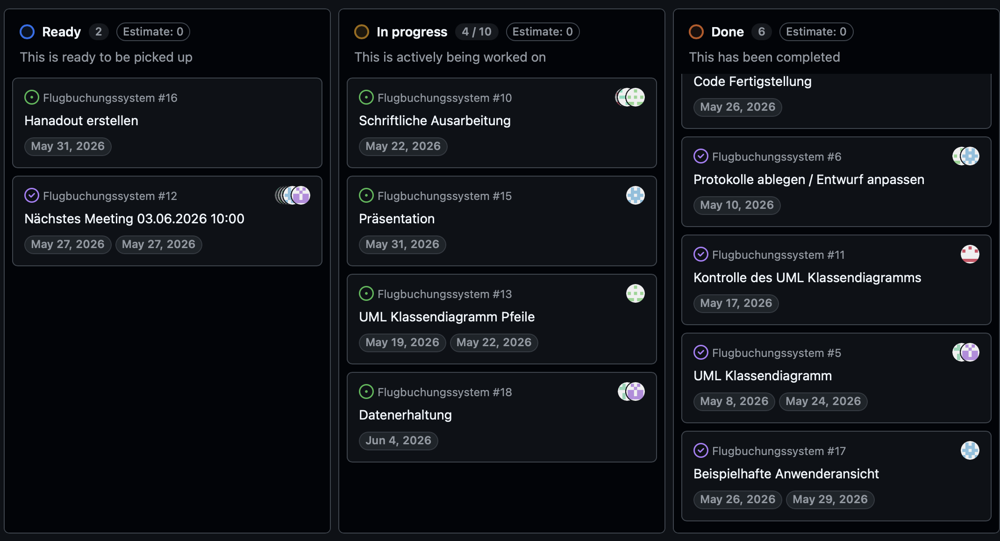 Ready 2 Estimate: 0
This is ready to be picked up
Flugbuchungssystem #16
Hanadout erstellen
May 31, 2026
Flugbuchungssystem #12
Nächstes Meeting 03.06.2026 10:00
May 27, 2026 May 27, 2026
In progress 4 / 10 Estimate: 0
This is actively being worked on
Flugbuchungssystem #10
Schriftliche Ausarbeitung
May 22, 2026
Flugbuchungssystem #15
Präsentation
May 31, 2026
Flugbuchungssystem #13
UML Klassendiagramm Pfeile
May 19, 2026 May 22, 2026
Flugbuchungssystem #18
Datenerhaltung
Jun 4, 2026
Done 6 Estimate: 0
This has been completed
Code Fertigstellung
May 26, 2026
Flugbuchungssystem #6
Protokolle ablegen / Entwurf anpassen
May 10, 2026
Flugbuchungssystem #11
Kontrolle des UML Klassendiagramms
May 17, 2026
Flugbuchungssystem #5
UML Klassendiagramm
May 8, 2026 May 24, 2026
Flugbuchungssystem #17
Beispielhafte Anwenderansicht
May 26, 2026 May 29, 2026